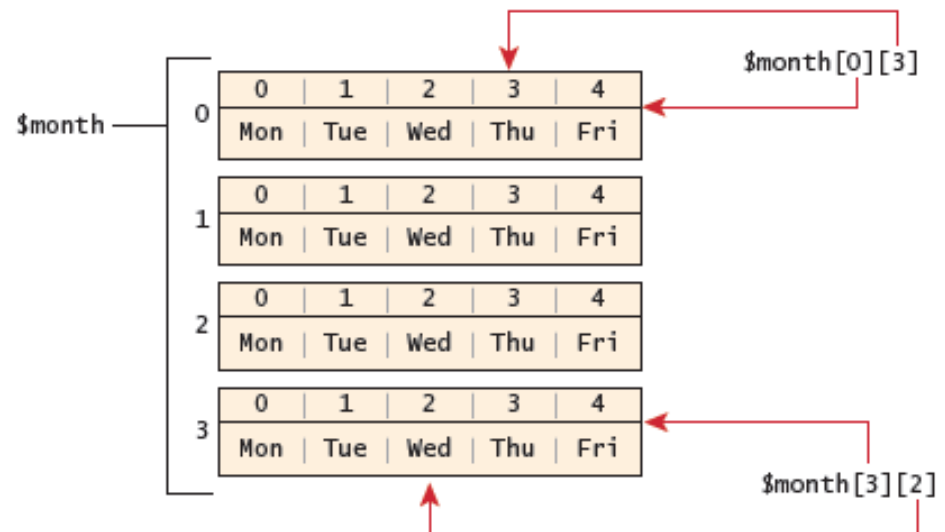 $month[0][3]
0 | 1 | 2 | 3 | 4
0
$month
Mon | Tue | Wed | Thu | Fri
0 | 1 | 2 | 3 | 4
1
Mon | Tue | Wed | Thu | Fri
0 | 1 | 2 | 3 | 4
2
Mon | Tue | Wed | Thu | Fri
0 | 1 | 2 | 3 | 4
3
Mon | Tue | Wed | Thu | Fri
$month[3][2]